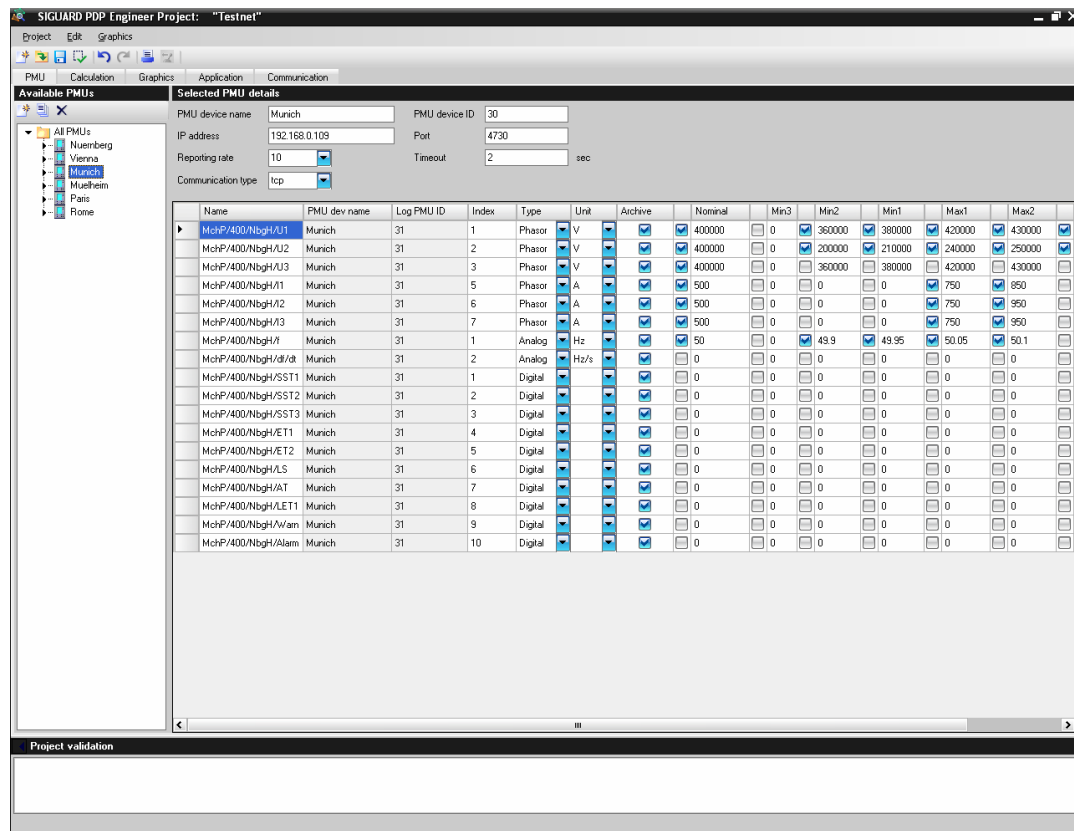 SIGUARD PDP Engineer Project: "Testnet"
Project Edit Graphics
PMU Calculation Graphics Application Communication
Available PMUs
All PMUs
Nuernberg
Vienna
Munich
Muelheim
Paris
Rome
Selected PMU details
PMU device name Munich PMU device ID 30
IP address 192.168.0.109 Port 4730
Reporting rate 10 Timeout 2 sec
Communication type tcp
Name PMU dev name Log PMU ID Index Type Unit Archive Nominal Min3 Min2 Min1 Max1 Max2
MchP/400/NbgH/U1 Munich 31 1 Phasor V 400000 0 360000 380000 420000 430000
MchP/400/NbgH/U2 Munich 31 2 Phasor V 400000 0 200000 210000 240000 250000
MchP/400/NbgH/U3 Munich 31 3 Phasor V 400000 0 360000 380000 420000 430000
MchP/400/NbgH/I1 Munich 31 5 Phasor A 500 0 0 0 750 850
MchP/400/NbgH/I2 Munich 31 6 Phasor A 500 0 0 0 750 950
MchP/400/NbgH/I3 Munich 31 7 Phasor A 500 0 0 0 750 950
MchP/400/NbgH/f Munich 31 1 Analog Hz 50 0 49.9 49.95 50.05 50.1
MchP/400/NbgH/df/dt Munich 31 2 Analog Hz/s 0 0 0 0 0 0
MchP/400/NbgH/SST1 Munich 31 1 Digital 0 0 0 0 0 0
MchP/400/NbgH/SST2 Munich 31 2 Digital 0 0 0 0 0 0
MchP/400/NbgH/SST3 Munich 31 3 Digital 0 0 0 0 0 0
MchP/400/NbgH/ET1 Munich 31 4 Digital 0 0 0 0 0 0
MchP/400/NbgH/ET2 Munich 31 5 Digital 0 0 0 0 0 0
MchP/400/NbgH/LS Munich 31 6 Digital 0 0 0 0 0 0
MchP/400/NbgH/AT Munich 31 7 Digital 0 0 0 0 0 0
MchP/400/NbgH/LET1 Munich 31 8 Digital 0 0 0 0 0 0
MchP/400/NbgH/Warn Munich 31 9 Digital 0 0 0 0 0 0
MchP/400/NbgH/Alarm Munich 31 10 Digital 0 0 0 0 0 0
Project validation